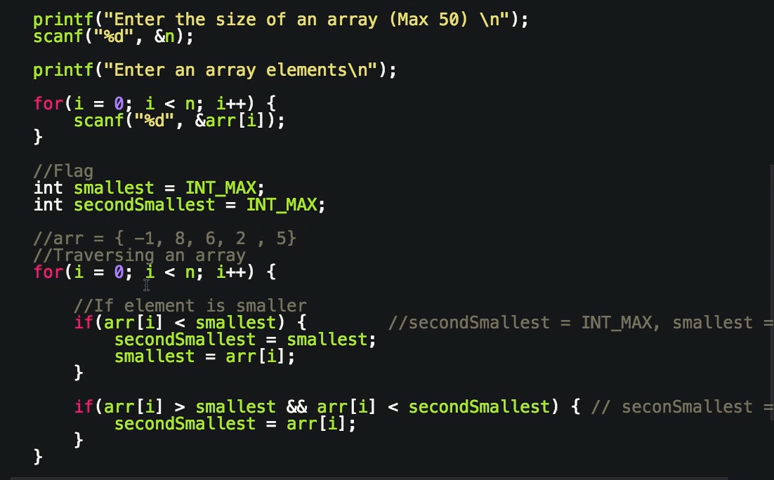 printf("Enter the size of an array (Max 50) \n");
scanf("%d", &n);
printf("Enter an array elements\n");
for(i = 0; i < n; i++) {
scanf("%d", &arr[i]);
}
//Flag
int smallest = INT_MAX;
int secondSmallest = INT_MAX;
//arr = { -1, 8, 6, 2 , 5}
//Traversing an array
for(i = 0; i < n; i++) {
//If element is smaller
if(arr[i] < smallest) { //secondSmallest = INT_MAX, smallest =
secondSmallest = smallest;
smallest = arr[i];
}
if(arr[i] > smallest && arr[i] < secondSmallest) { // seconSmallest =
secondSmallest = arr[i];
}
}